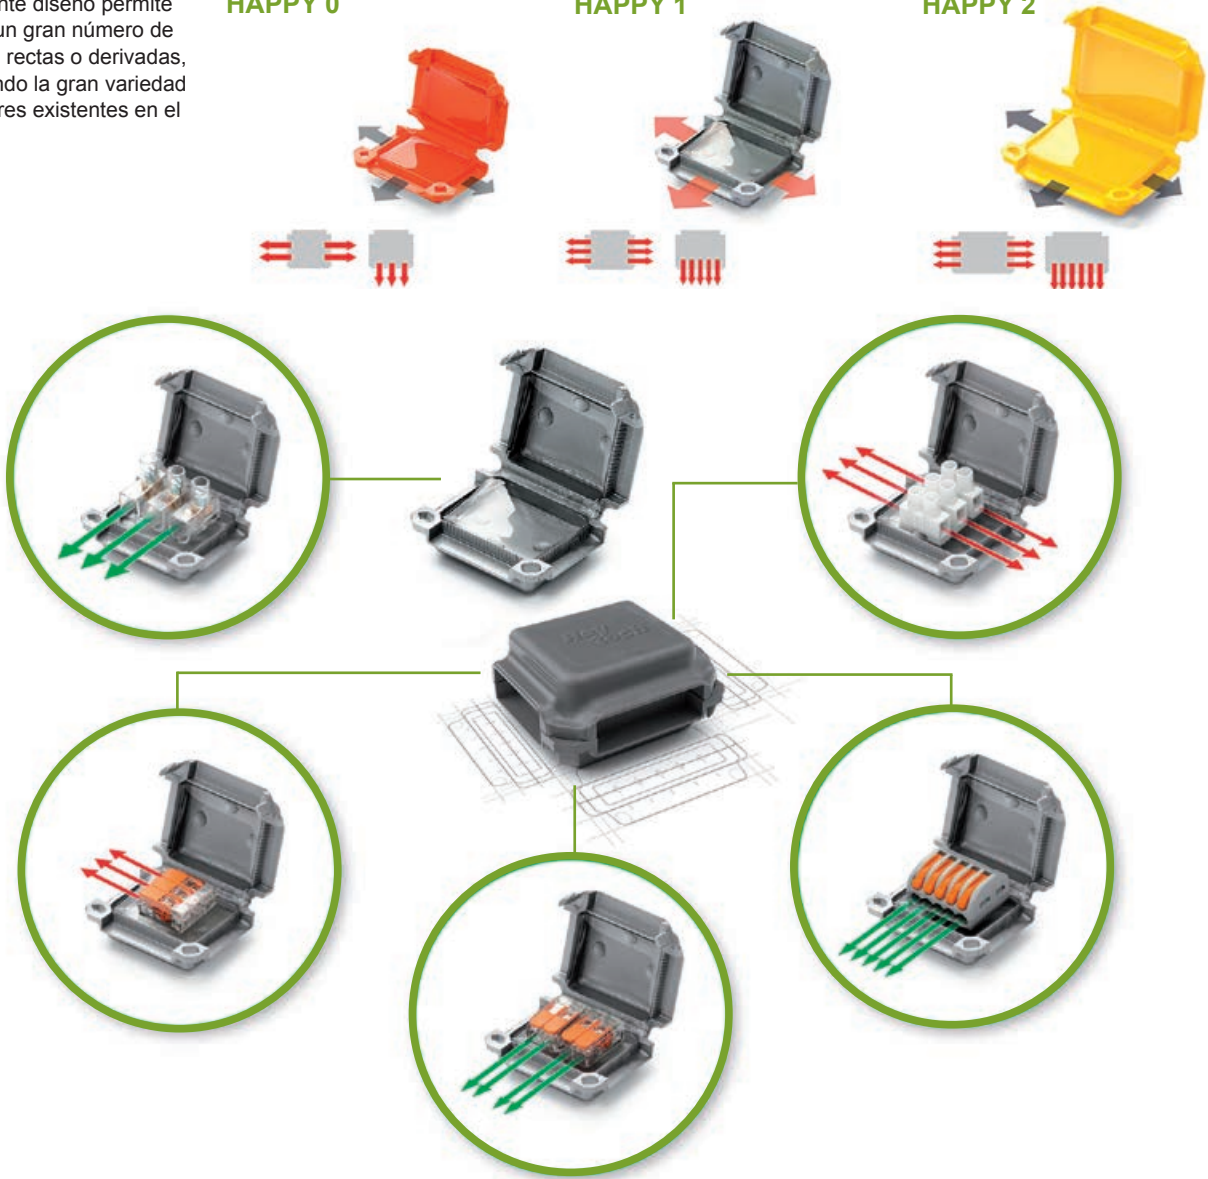 nte diseño permite
un gran número de
rectas o derivadas,
ndo la gran variedad
res existentes en el
HAPPY 0
HAPPY 1
HAPPY 2